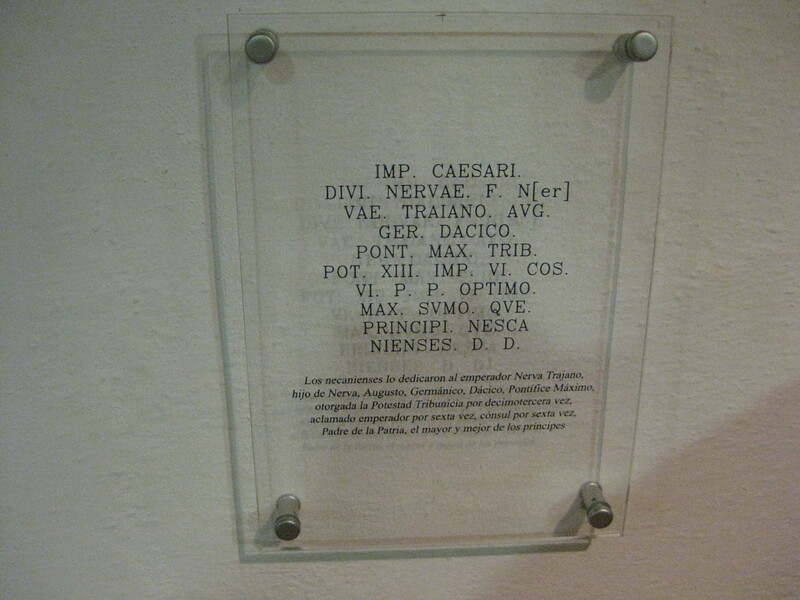 IMP. CAESARI.
DIVI. NERVAE. F. N[er]
VAE. TRAIANO. AVG.
GER. DACICO.
PONT. MAX. TRIB.
POT. XIII. IMP. VI. COS.
VI. P. P. OPTIMO.
MAX. SVMO. QVE.
PRINCIPI. NESCA
NIENSES. D. D.
Los necanienses lo dedicaron al emperador Nerva Trajano,
hijo de Nerva, Augusto, Germánico, Dácico, Pontífice Máximo,
otorgada la Potestad Tribunicia por decimotercera vez,
aclamado emperador por sexta vez, cónsul por sexta vez,
Padre de la Patria, el mayor y mejor de los principes